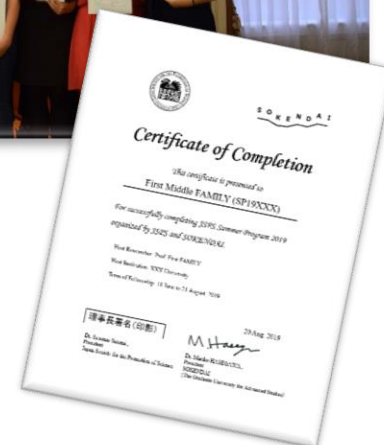 SOKENDAI
Certificate of Completion
This certificate is presented to
First Middle FAMILY (SP19XXX)
For successfully completing JSPS Summer Program 2019
organized by JSPS and SOKENDAI.
Host Researcher: Prof. First FAMILY
Host Institution: XXX University
Term of Fellowship: 18 June to 21 August, 2019
20 Aug. 2019
理事長署名(印影)
President
Japan Society for the Promotion of Science
President
SOKENDAI
(The Graduate University for Advanced Studies)